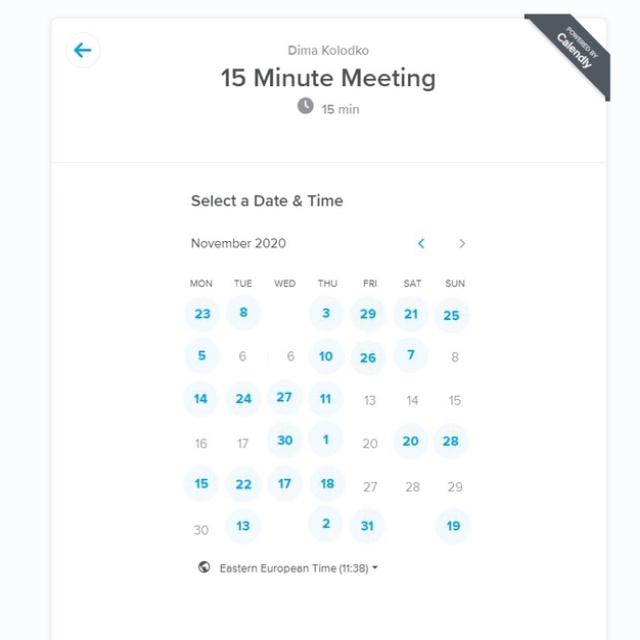 Dima Kolodko
15 Minute Meeting
15 min
POWERED BY
Calendly
Select a Date & Time
November 2020
MON TUE WED THU FRI SAT SUN
23 8 3 29 21 25
5 6 6 10 26 7 8
14 24 27 11 13 14 15
16 17 30 1 20 20 28
15 22 17 18 27 28 29
30 13 2 31 19
Eastern European Time (11:38)